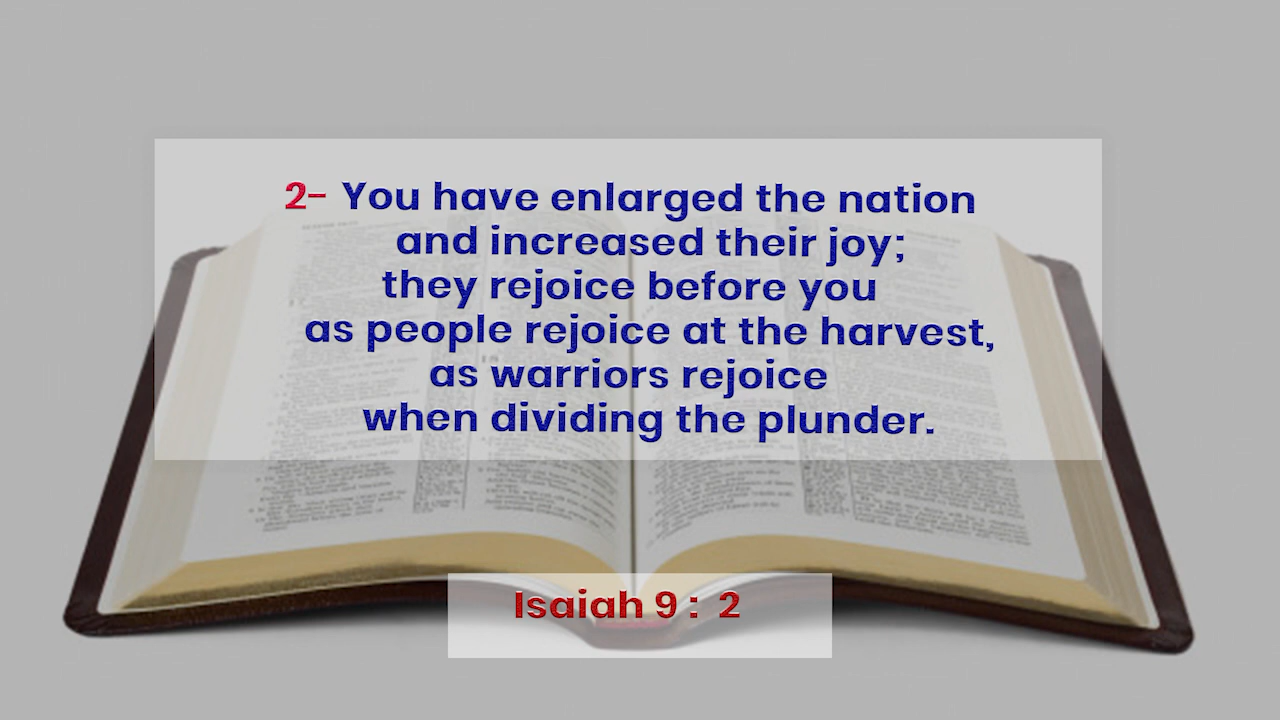 2- You have enlarged the nation
and increased their joy;
they rejoice before you
as people rejoice at the harvest,
as warriors rejoice
when dividing the plunder.
Isaiah 9 : 2